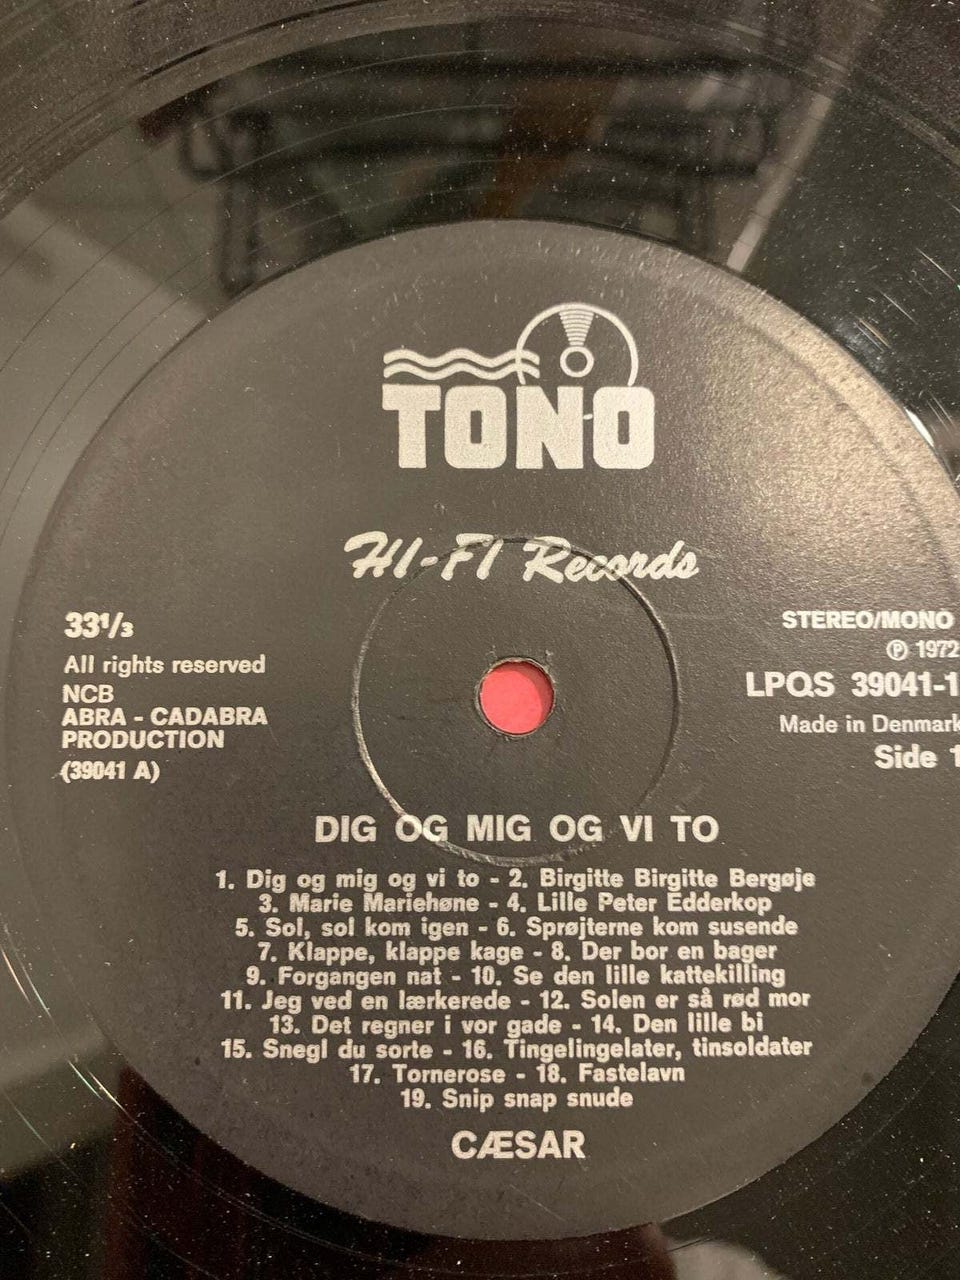 TONO
HI-FI Records
33⅓
All rights reserved
NCB
ABRA - CADABRA
PRODUCTION
(39041 A)
STEREO/MONO
℗ 1972
LPQS 39041-1
Made in Denmark
Side 1
DIG OG MIG OG VI TO
1. Dig og mig og vi to - 2. Birgitte Birgitte Bergøje
3. Marie Mariehøne - 4. Lille Peter Edderkop
5. Sol, sol kom igen - 6. Sprøjterne kom susende
7. Klappe, klappe kage - 8. Der bor en bager
9. Forgangen nat - 10. Se den lille kattekilling
11. Jeg ved en lærkerede - 12. Solen er så rød mor
13. Det regner i vor gade - 14. Den lille bi
15. Snegl du sorte - 16. Tingelingelater, tinsoldater
17. Tornerose - 18. Fastelavn
19. Snip snap snude
CÆSAR